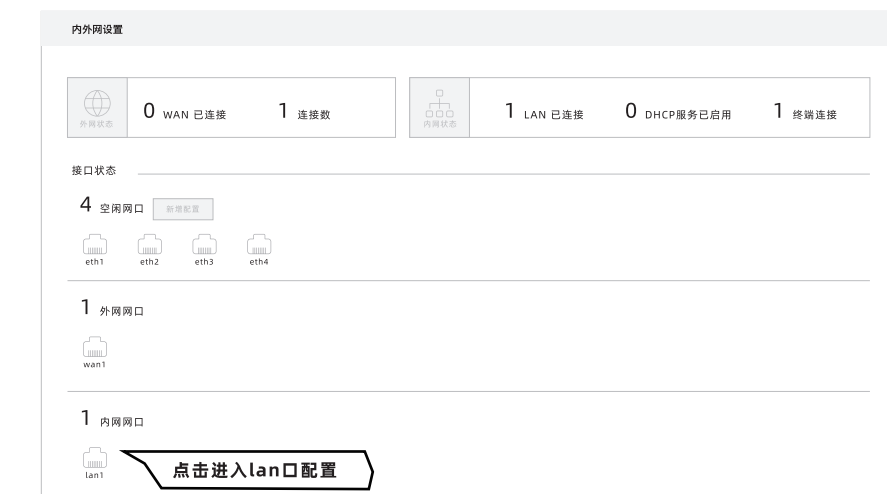 内外网设置
外网状态
0 WAN 已连接 1 连接数
内网状态
1 LAN 已连接 0 DHCP服务已启用 1 终端连接
接口状态
4 空闲网口 新增配置
eth1 eth2 eth3 eth4
1 外网网口
wan1
1 内网网口
lan1
点击进入lan口配置